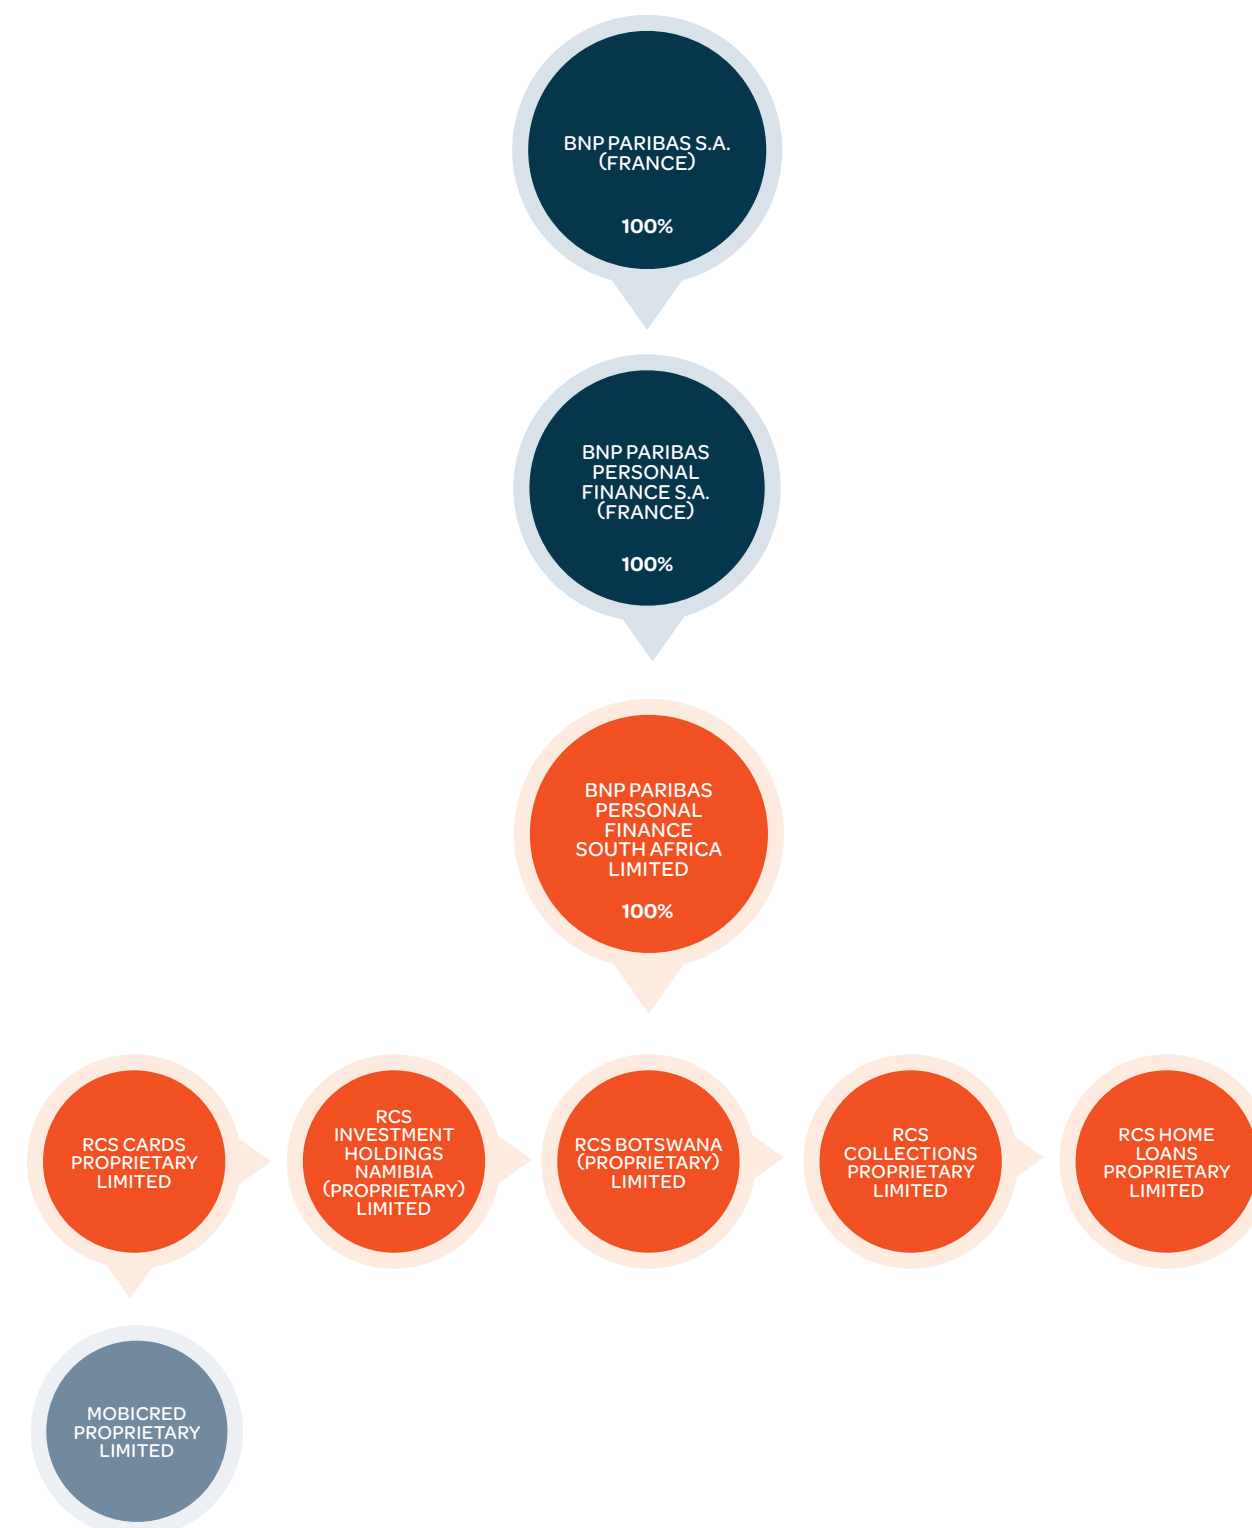 BNP PARIBAS S.A.
(FRANCE)
100%
BNP PARIBAS
PERSONAL
FINANCE S.A.
(FRANCE)
100%
BNP PARIBAS
PERSONAL
FINANCE
SOUTH AFRICA
LIMITED
100%
RCS CARDS
PROPRIETARY
LIMITED
RCS
INVESTMENT
HOLDINGS
NAMIBIA
(PROPRIETARY)
LIMITED
RCS BOTSWANA
(PROPRIETARY)
LIMITED
RCS
COLLECTIONS
PROPRIETARY
LIMITED
RCS HOME
LOANS
PROPRIETARY
LIMITED
MOBICRED
PROPRIETARY
LIMITED